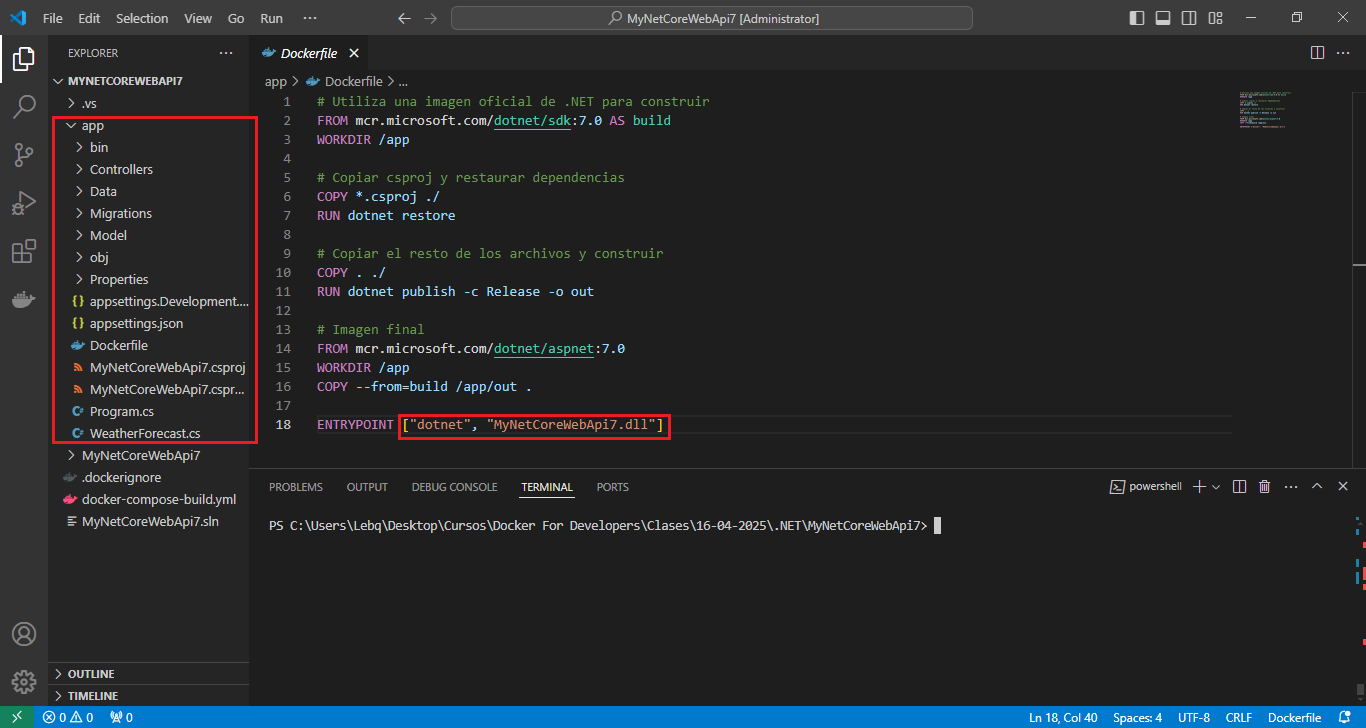 File Edit Selection View Go Run ··· MyNetCoreWebApi7 [Administrator]
EXPLORER ···
MYNETCOREWEBAPI7
.vs
app
bin
Controllers
Data
Migrations
Model
obj
Properties
{} appsettings.Development....
{} appsettings.json
Dockerfile
MyNetCoreWebApi7.csproj
MyNetCoreWebApi7.cspr...
C# Program.cs
C# WeatherForecast.cs
MyNetCoreWebApi7
.dockerignore
docker-compose-build.yml
MyNetCoreWebApi7.sln
OUTLINE
TIMELINE
Dockerfile
app > Dockerfile > ...
1 # Utiliza una imagen oficial de .NET para construir
2 FROM mcr.microsoft.com/dotnet/sdk:7.0 AS build
3 WORKDIR /app
4
5 # Copiar csproj y restaurar dependencias
6 COPY *.csproj ./
7 RUN dotnet restore
8
9 # Copiar el resto de los archivos y construir
10 COPY . ./
11 RUN dotnet publish -c Release -o out
12
13 # Imagen final
14 FROM mcr.microsoft.com/dotnet/aspnet:7.0
15 WORKDIR /app
16 COPY --from=build /app/out .
17
18 ENTRYPOINT ["dotnet", "MyNetCoreWebApi7.dll"]
PROBLEMS OUTPUT DEBUG CONSOLE TERMINAL PORTS powershell
PS C:\Users\Lebq\Desktop\Cursos\Docker For Developers\Clases\16-04-2025\.NET\MyNetCoreWebApi7>
0 0 0 Ln 18, Col 40 Spaces: 4 UTF-8 CRLF Dockerfile